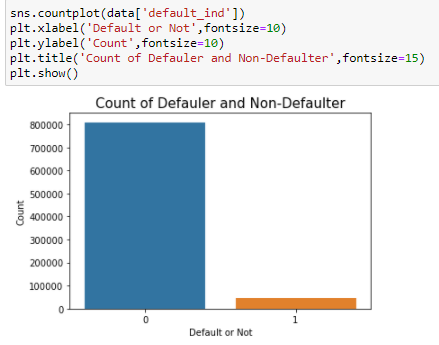 sns.countplot(data['default_ind'])
plt.xlabel('Default or Not',fontsize=10)
plt.ylabel('Count',fontsize=10)
plt.title('Count of Defauler and Non-Defaulter',fontsize=15)
plt.show()
Count of Defauler and Non-Defaulter
800000
700000
600000
500000
400000
300000
200000
100000
0
Count
0 1
Default or Not